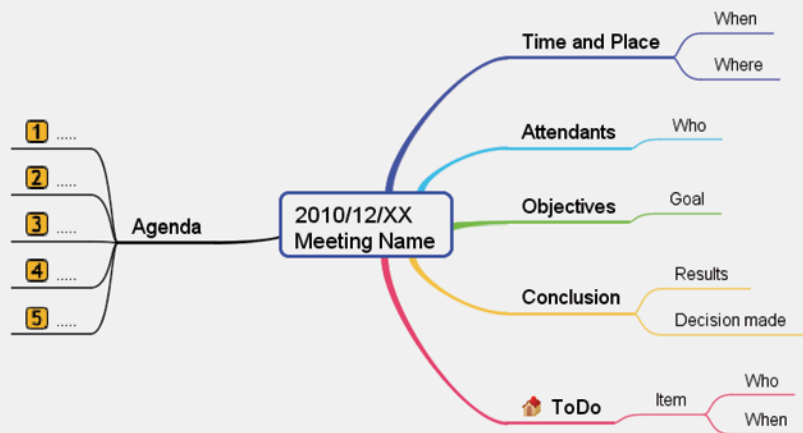 2010/12/XX
Meeting Name
Time and Place
When
Where
Attendants
Who
Objectives
Goal
Conclusion
Results
Decision made
ToDo
Item
Who
When
Agenda
1 .....
2 .....
3 .....
4 .....
5 .....